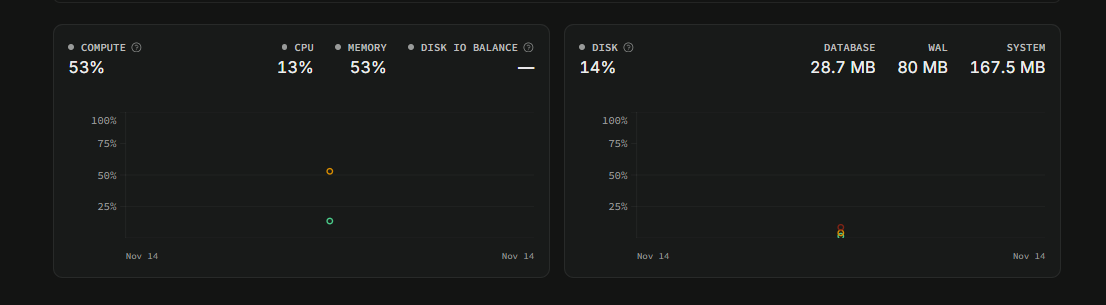 COMPUTE CPU MEMORY DISK IO BALANCE
53% 13% 53% —
100%
75%
50%
25%
Nov 14 Nov 14
DISK DATABASE WAL SYSTEM
14% 28.7 MB 80 MB 167.5 MB
100%
75%
50%
25%
Nov 14 Nov 14